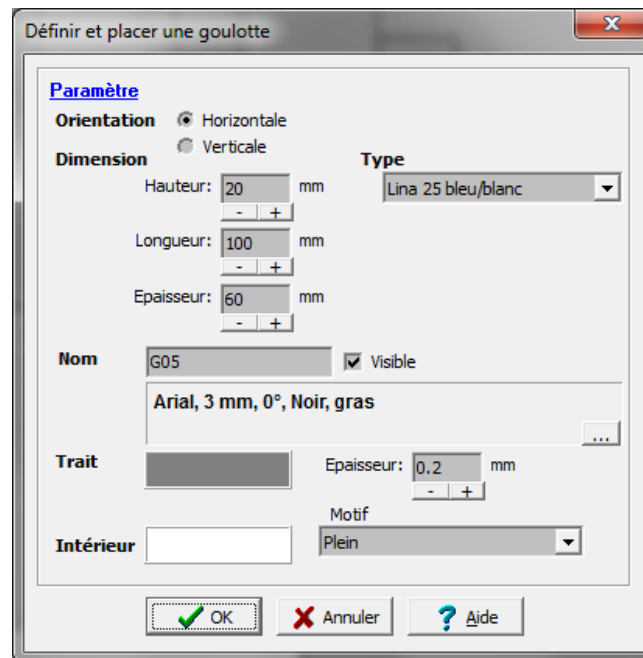 Définir et placer une goulotte
Paramètre
Orientation Horizontale
Verticale
Dimension Type
Hauteur: 20 mm Lina 25 bleu/blanc
- +
Longueur: 100 mm
- +
Epaisseur: 60 mm
- +
Nom G05 Visible
Arial, 3 mm, 0°, Noir, gras
...
Trait Epaisseur: 0.2 mm
- +
Motif
Intérieur Plein
OK Annuler Aide